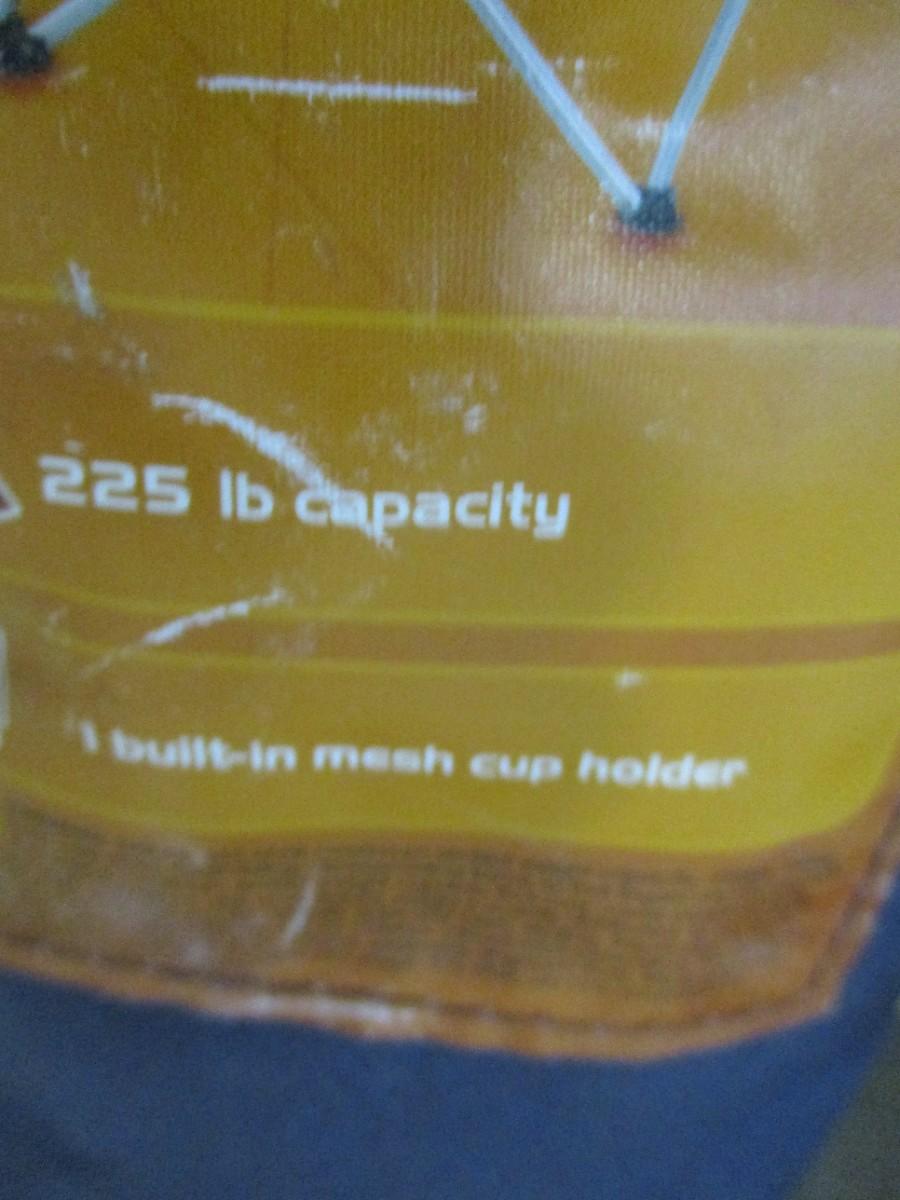 225 lb capacity
1 built-in mesh cup holder